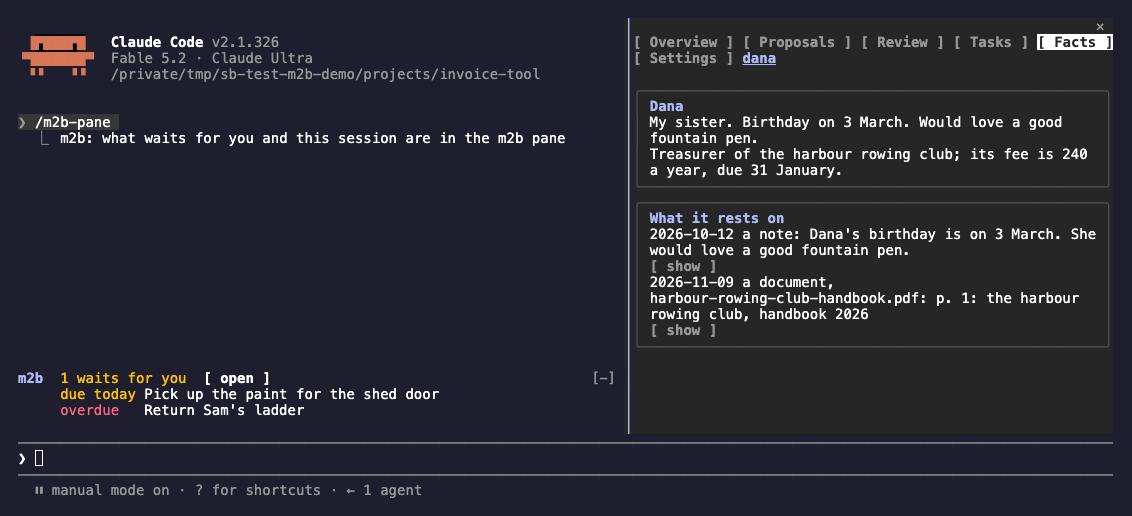 Claude Code v2.1.326
Fable 5.2 · Claude Ultra
/private/tmp/sb-test-m2b-demo/projects/invoice-tool
❯ /m2b-pane
⎿ m2b: what waits for you and this session are in the m2b pane
m2b 1 waits for you [ open ] [−]
due today Pick up the paint for the shed door
overdue Return Sam's ladder
×
[ Overview ] [ Proposals ] [ Review ] [ Tasks ] [ Facts ]
[ Settings ] dana
Dana
My sister. Birthday on 3 March. Would love a good
fountain pen.
Treasurer of the harbour rowing club; its fee is 240
a year, due 31 January.
What it rests on
2026-10-12 a note: Dana's birthday is on 3 March. She
would love a good fountain pen.
[ show ]
2026-11-09 a document,
harbour-rowing-club-handbook.pdf: p. 1: the harbour
rowing club, handbook 2026
[ show ]
❯
⏸ manual mode on · ? for shortcuts · ← 1 agent